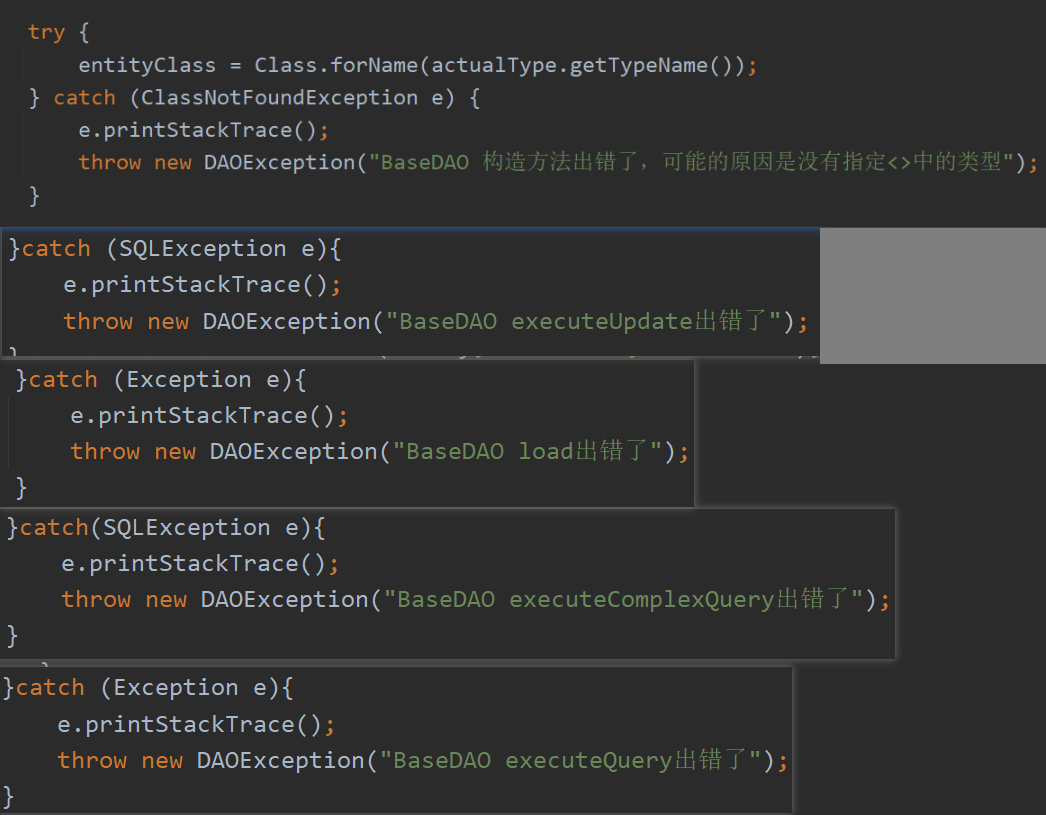 try {
entityClass = Class.forName(actualType.getTypeName());
} catch (ClassNotFoundException e) {
e.printStackTrace();
throw new DAOException("BaseDAO 构造方法出错了，可能的原因是没有指定<>中的类型");
}
}catch (SQLException e){
e.printStackTrace();
throw new DAOException("BaseDAO executeUpdate出错了");
}catch (Exception e){
e.printStackTrace();
throw new DAOException("BaseDAO load出错了");
}
}catch(SQLException e){
e.printStackTrace();
throw new DAOException("BaseDAO executeComplexQuery出错了");
}
}catch (Exception e){
e.printStackTrace();
throw new DAOException("BaseDAO executeQuery出错了");
}